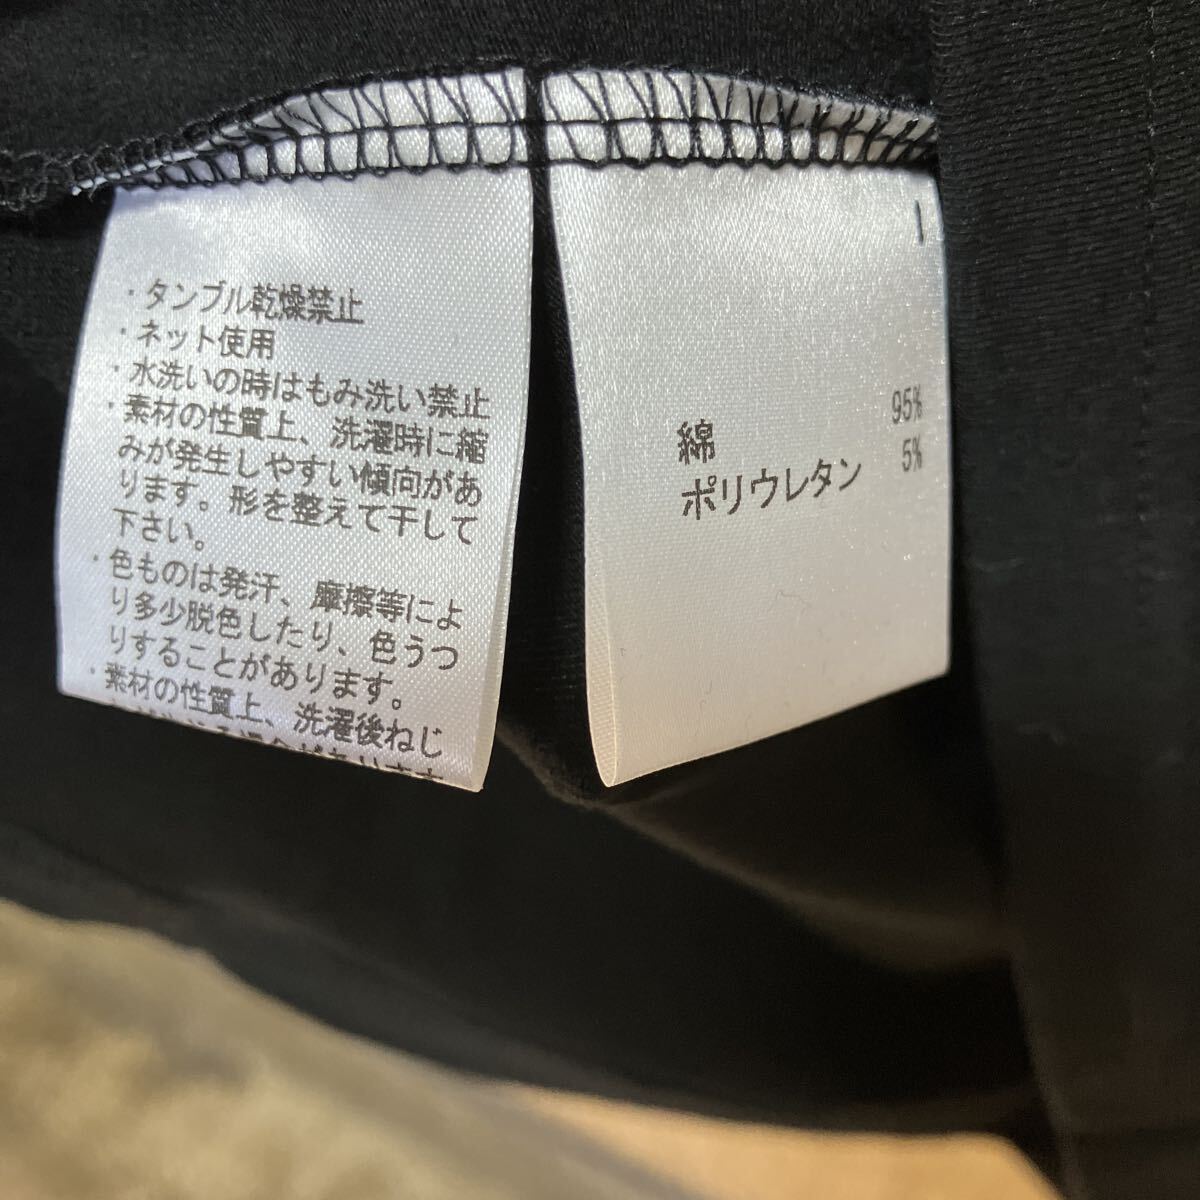 ・タンブル乾燥禁止
・ネット使用
・水洗いの時はもみ洗い禁止
・素材の性質上、洗濯時に縮
みが発生しやすい傾向があ
ります。形を整えて干して
下さい。
・色ものは発汗、摩擦等によ
り多少脱色したり、色うつ
りすることがあります。
・素材の性質上、洗濯後ねじ
綿 95%
ポリウレタン 5%